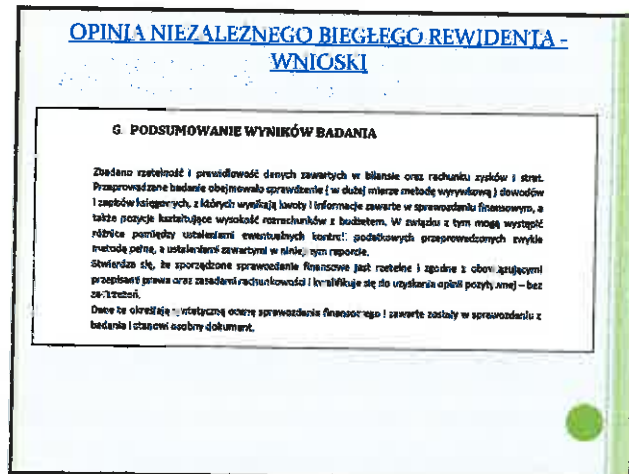 OPINIA NIEZALEŻNEGO BIEGŁEGO REWIDENTA -
WNIOSKI
G. PODSUMOWANIE WYNIKÓW BADANIA
Zbadano rzetelność i prawidłowość danych zawartych w bilansie oraz rachunku zysków i strat.
Przeprowadzane badanie obejmowało sprawdzenie ( w dużej mierze metodą wyrywkową ) dowodów
i zapisów księgowych, z których wynikają kwoty i informacje zawarte w sprawozdaniu finansowym, a
także pozycje kształtujące wysokość rozrachunków z budżetem. W związku z tym mogą wystąpić
różnice pomiędzy ustaleniami ewentualnych kontroli podatkowych przeprowadzonych zwykle
metodą pełną, a ustaleniami zawartymi w niniejszym raporcie.
Stwierdza się, że sporządzone sprawozdanie finansowe jest rzetelne i zgodne z obowiązującymi
przepisami prawa oraz zasadami rachunkowości i kwalifikuje się do uzyskania opinii pozytywnej – bez
zastrzeżeń.
Dane te określają syntetyczną ocenę sprawozdania finansowego i zawarte zostały w sprawozdaniu z
badania i stanowi osobny dokument.